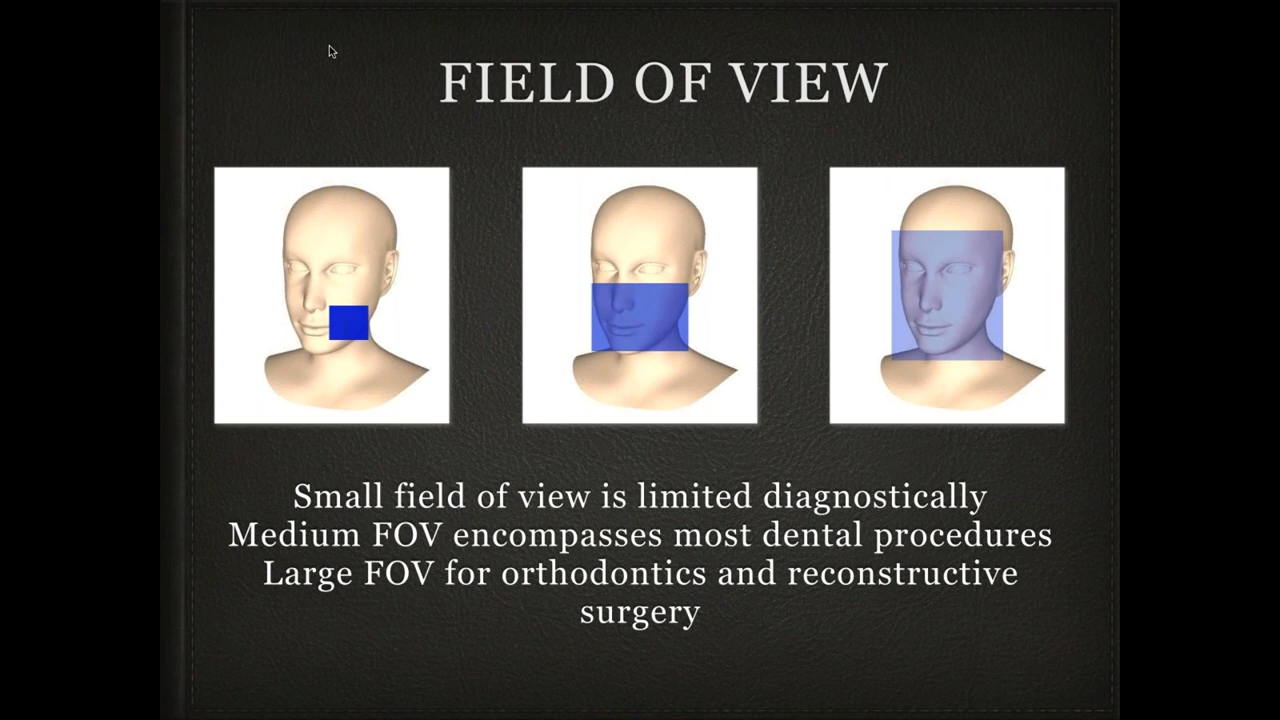 FIELD OF VIEW
Small field of view is limited diagnostically
Medium FOV encompasses most dental procedures
Large FOV for orthodontics and reconstructive
surgery